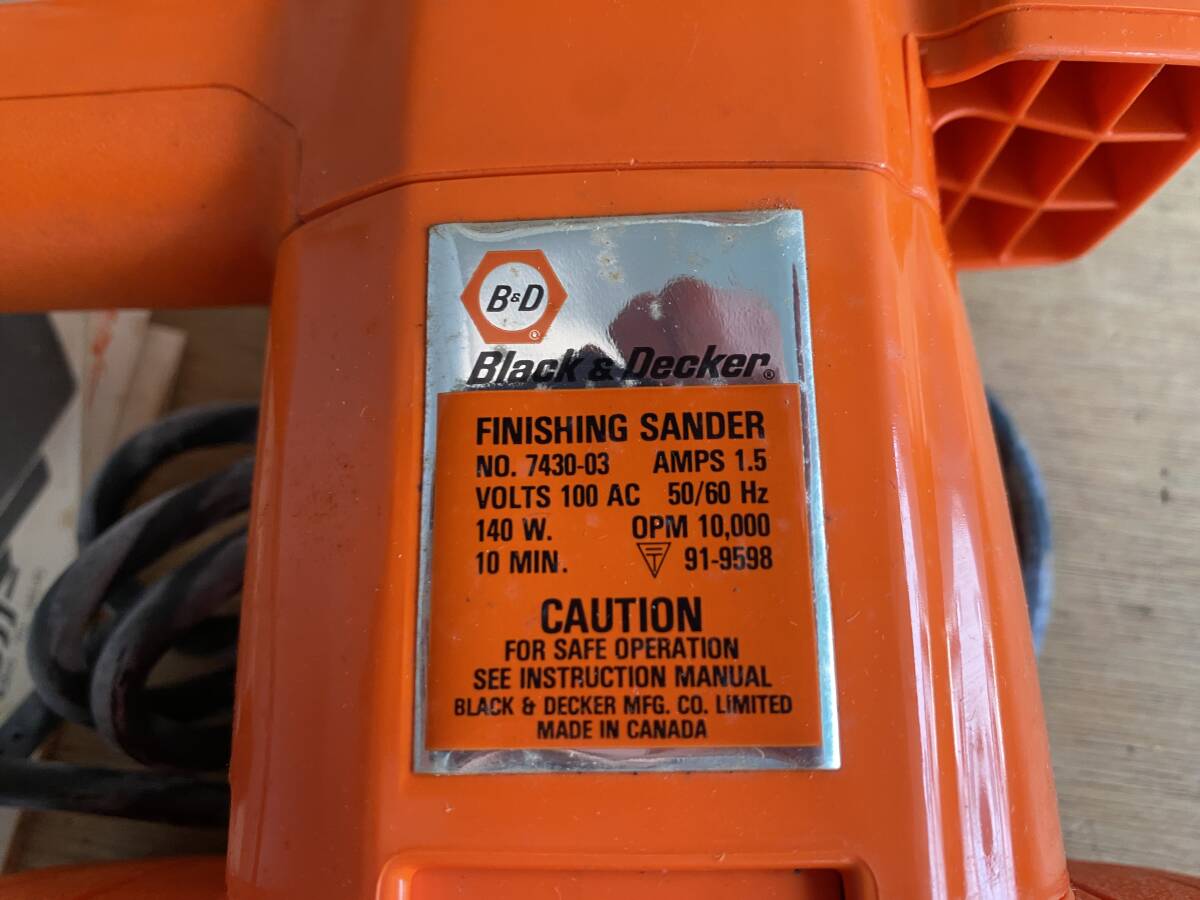 B&D
®
Black & Decker®
FINISHING SANDER
NO. 7430-03 AMPS 1.5
VOLTS 100 AC 50/60 Hz
140 W. OPM 10,000
10 MIN. 〒 91-9598
CAUTION
FOR SAFE OPERATION
SEE INSTRUCTION MANUAL
BLACK & DECKER MFG. CO. LIMITED
MADE IN CANADA